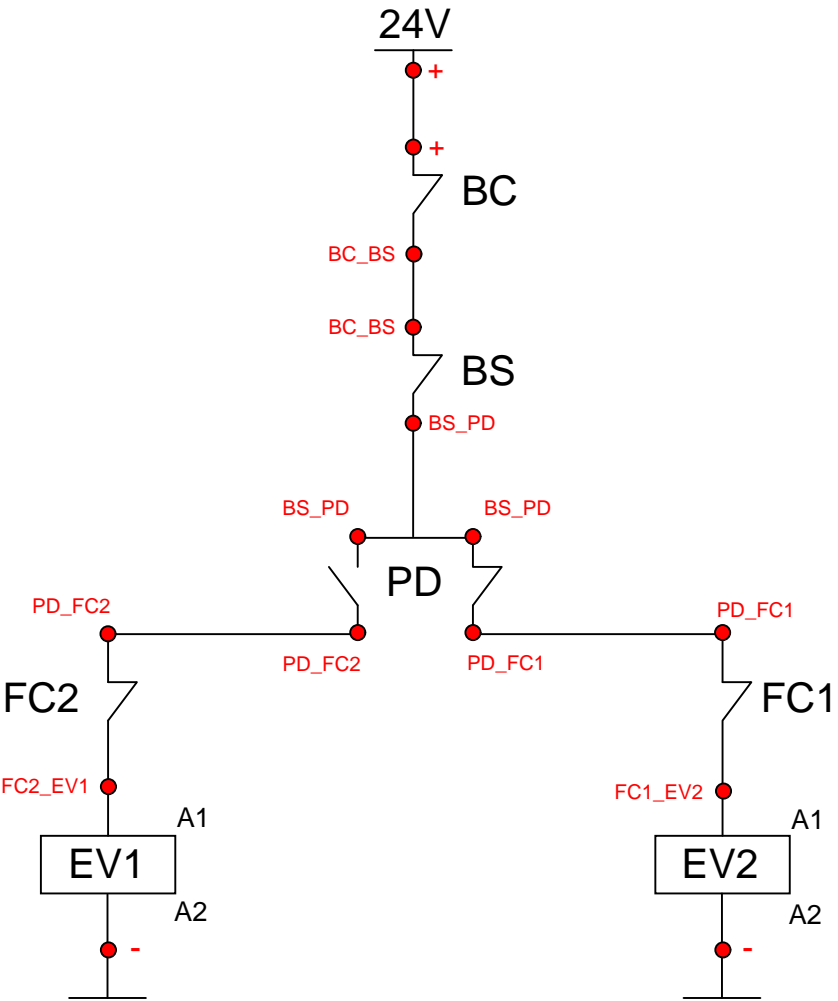 24V
+
+
BC
BC_BS
BC_BS
BS
BS_PD
BS_PD
BS_PD
PD
PD_FC2
PD_FC1
PD_FC2
PD_FC1
FC2
FC1
FC2_EV1
FC1_EV2
A1
A1
EV1
EV2
A2
A2
-
-